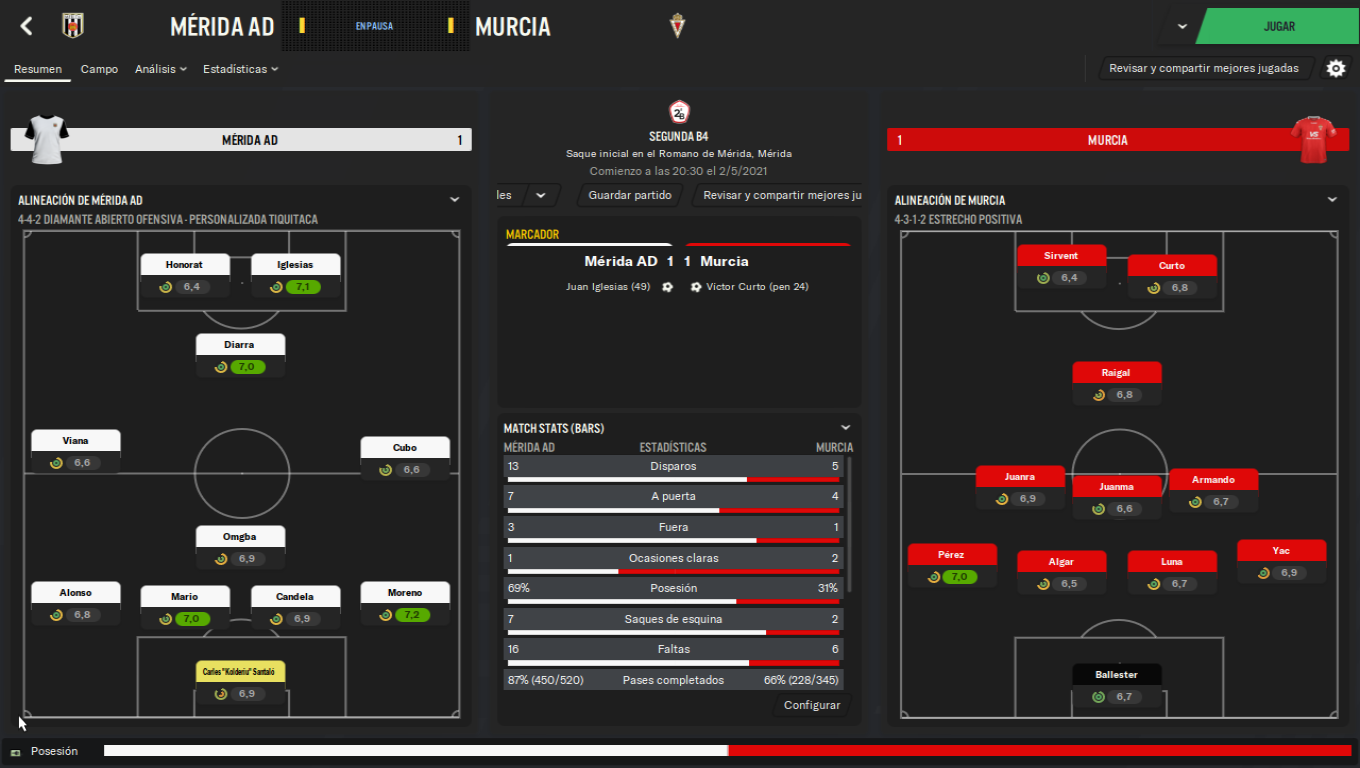 MÉRIDA AD
EN PAUSA
MURCIA
JUGAR
Resumen Campo Análisis Estadísticas
Revisar y compartir mejores jugadas
MÉRIDA AD 1
ALINEACIÓN DE MÉRIDA AD
4-4-2 DIAMANTE ABIERTO OFENSIVA - PERSONALIZADA TIQUITACA
Honorat Iglesias
6,4 7,1
Diarra
7,0
Viana Cubo
6,6 6,6
Omgba
6,9
Alonso Mario Candela Moreno
6,8 7,0 6,9 7,2
Carles "Kolderiu" Santaló
6,9
2ªB
SEGUNDA B4
Saque inicial en el Romano de Mérida, Mérida
Comienzo a las 20:30 el 2/5/2021
les Guardar partido Revisar y compartir mejores ju
MARCADOR
Mérida AD 1 1 Murcia
Juan Iglesias (49) Víctor Curto (pen 24)
MATCH STATS (BARS)
MÉRIDA AD ESTADÍSTICAS MURCIA
13 Disparos 5
7 A puerta 4
3 Fuera 1
1 Ocasiones claras 2
69% Posesión 31%
7 Saques de esquina 2
16 Faltas 6
87% (450/520) Pases completados 66% (228/345)
Configurar
1 MURCIA
VS
ALINEACIÓN DE MURCIA
4-3-1-2 ESTRECHO POSITIVA
Sirvent Curto
6,4 6,8
Raigal
6,8
Juanra Juanma Armando
6,9 6,6 6,7
Pérez Algar Luna Yac
7,0 6,5 6,7 6,9
Ballester
6,7
Posesión